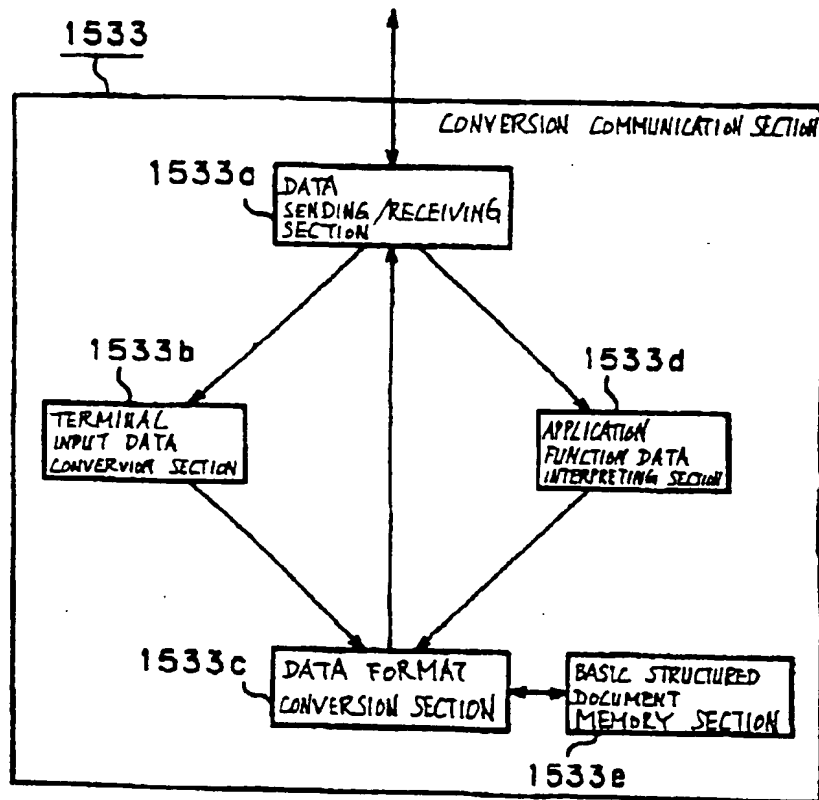 1533
CONVERSION COMMUNICATION SECTION
1533a
DATA
SENDING/RECEIVING
SECTION
1533b
TERMINAL
INPUT DATA
CONVERVION SECTION
1533d
APPLICATION
FUNCTION DATA
INTERPRETING SECTION
1533c
DATA FORMAT
CONVERSION SECTION
BASIC STRUCTURED
DOCUMENT
MEMORY SECTION
1533e